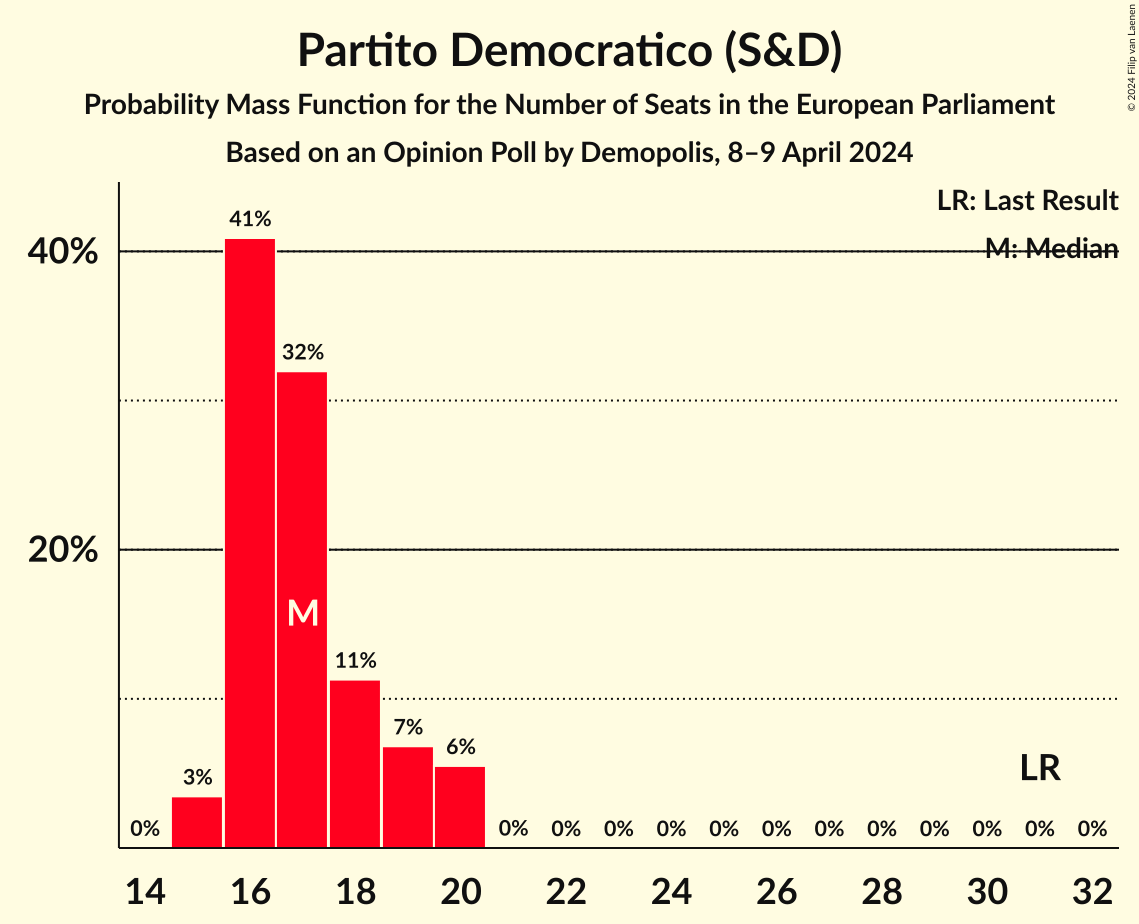 Partito Democratico (S&D)
Probability Mass Function for the Number of Seats in the European Parliament
Based on an Opinion Poll by Demopolis, 8–9 April 2024
© 2024 Filip van Laenen
LR: Last Result
M: Median
40%
20%
0%
3%
41%
32%
11%
7%
6%
0%
0%
0%
0%
0%
0%
0%
0%
0%
0%
0%
0%
M
LR
14 16 18 20 22 24 26 28 30 32